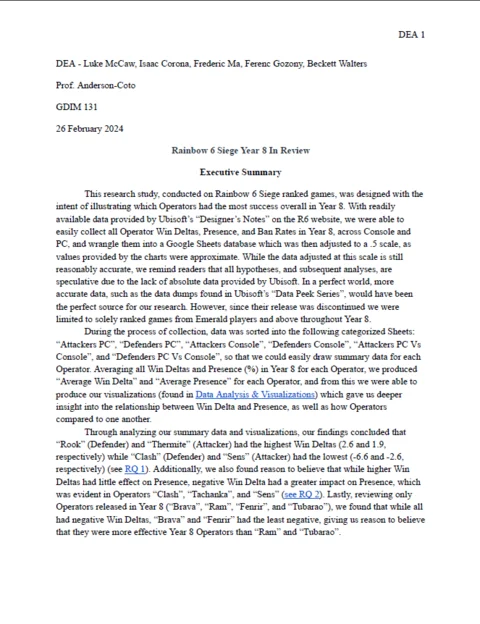 DEA 1
DEA - Luke McCaw, Isaac Corona, Frederic Ma, Ferenc Gozony, Beckett Walters
Prof. Anderson-Coto
GDIM 131
26 February 2024
Rainbow 6 Siege Year 8 In Review
Executive Summary
This research study, conducted on Rainbow 6 Siege ranked games, was designed with the
intent of illustrating which Operators had the most success overall in Year 8. With readily
available data provided by Ubisoft's “Designer's Notes” on the R6 website, we were able to
easily collect all Operator Win Deltas, Presence, and Ban Rates in Year 8, across Console and
PC, and wrangle them into a Google Sheets database which was then adjusted to a .5 scale, as
values provided by the charts were approximate. While the data adjusted at this scale is still
reasonably accurate, we remind readers that all hypotheses, and subsequent analyses, are
speculative due to the lack of absolute data provided by Ubisoft. In a perfect world, more
accurate data, such as the data dumps found in Ubisoft's “Data Peek Series”, would have been
the perfect source for our research. However, since their release was discontinued we were
limited to solely ranked games from Emerald players and above throughout Year 8.
During the process of collection, data was sorted into the following categorized Sheets:
“Attackers PC”, “Defenders PC”, “Attackers Console”, “Defenders Console”, “Attackers PC Vs
Console”, and “Defenders PC Vs Console”, so that we could easily draw summary data for each
Operator. Averaging all Win Deltas and Presence (%) in Year 8 for each Operator, we produced
“Average Win Delta” and “Average Presence” for each Operator, and from this we were able to
produce our visualizations (found in Data Analysis & Visualizations) which gave us deeper
insight into the relationship between Win Delta and Presence, as well as how Operators
compared to one another.
Through analyzing our summary data and visualizations, our findings concluded that
“Rook” (Defender) and “Thermite” (Attacker) had the highest Win Deltas (2.6 and 1.9,
respectively) while “Clash” (Defender) and “Sens” (Attacker) had the lowest (-6.6 and -2.6,
respectively) (see RQ 1). Additionally, we also found reason to believe that while higher Win
Deltas had little effect on Presence, negative Win Delta had a greater impact on Presence, which
was evident in Operators “Clash”, “Tachanka”, and “Sens” (see RQ 2). Lastly, reviewing only
Operators released in Year 8 (“Brava”, “Ram”, “Fenrir”, and “Tubarao”), we found that while all
had negative Win Deltas, “Brava” and “Fenrir” had the least negative, giving us reason to believe
that they were more effective Year 8 Operators than “Ram” and “Tubarao”.